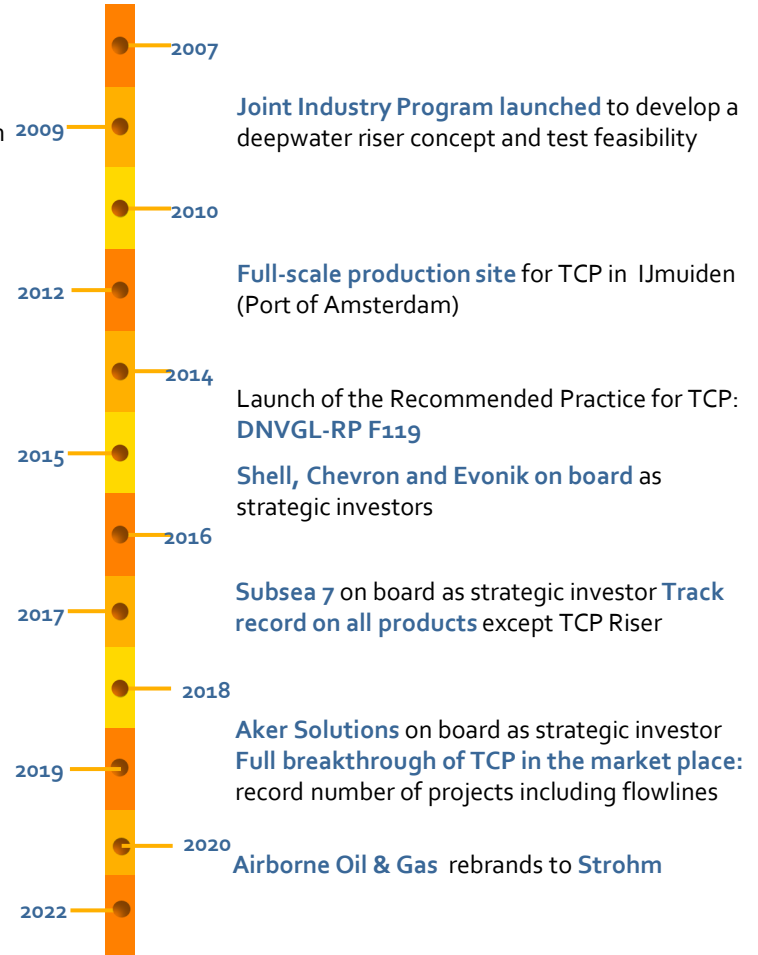 2007
Joint Industry Program launched to develop a
n 2009
deepwater riser concept and test feasibility
2010
Full-scale production site for TCP in IJmuiden
2012
(Port of Amsterdam)
2014
Launch of the Recommended Practice for TCP:
DNVGL-RP F119
2015
Shell, Chevron and Evonik on board as
strategic investors
2016
Subsea 7 on board as strategic investor Track
2017
record on all products except TCP Riser
2018
Aker Solutions on board as strategic investor
Full breakthrough of TCP in the market place:
2019
record number of projects including flowlines
2020
Airborne Oil & Gas rebrands to Strohm
2022